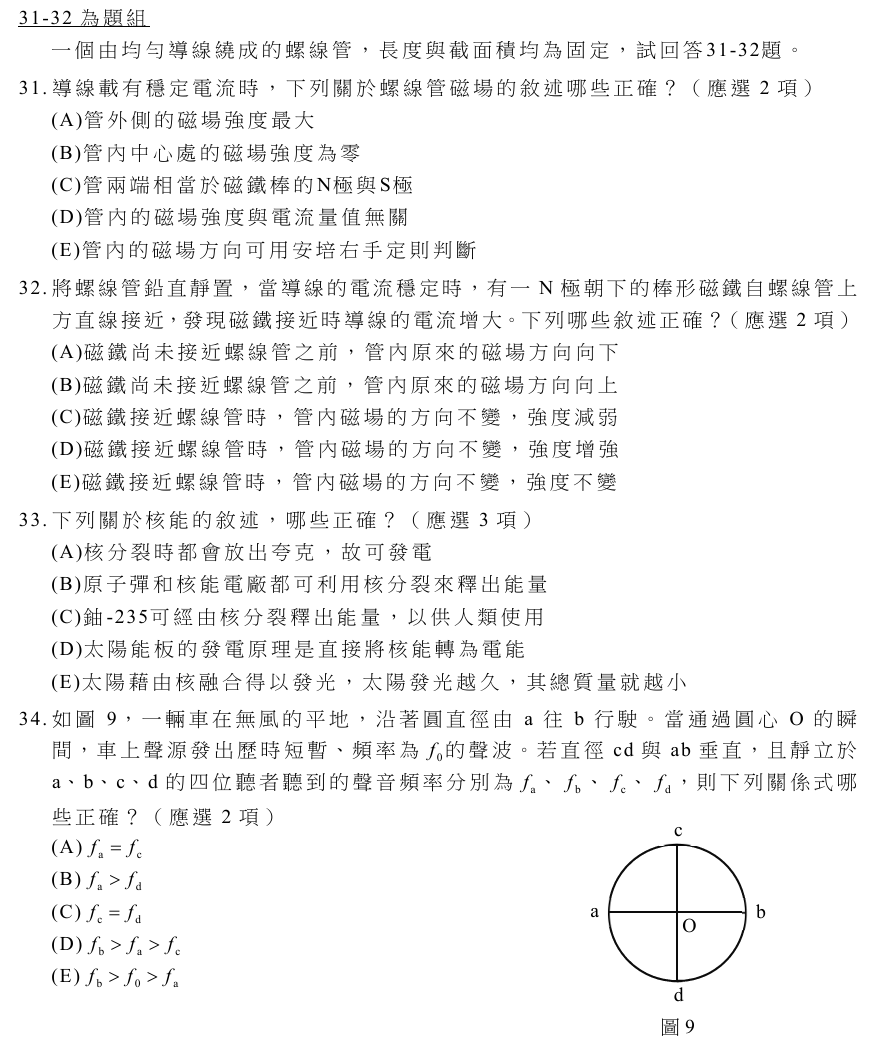 31-32 為題組
一個由均勻導線繞成的螺線管，長度與截面積均為固定，試回答31-32題。
31.導線載有穩定電流時，下列關於螺線管磁場的敘述哪些正確？（應選 2 項）
(A)管外側的磁場強度最大
(B)管內中心處的磁場強度為零
(C)管兩端相當於磁鐵棒的N極與S極
(D)管內的磁場強度與電流量值無關
(E)管內的磁場方向可用安培右手定則判斷
32.將螺線管鉛直靜置，當導線的電流穩定時，有一 N 極朝下的棒形磁鐵自螺線管上
方直線接近，發現磁鐵接近時導線的電流增大。下列哪些敘述正確？（應選 2 項）
(A)磁鐵尚未接近螺線管之前，管內原來的磁場方向向下
(B)磁鐵尚未接近螺線管之前，管內原來的磁場方向向上
(C)磁鐵接近螺線管時，管內磁場的方向不變，強度減弱
(D)磁鐵接近螺線管時，管內磁場的方向不變，強度增強
(E)磁鐵接近螺線管時，管內磁場的方向不變，強度不變
33.下列關於核能的敘述，哪些正確？（應選 3 項）
(A)核分裂時都會放出夸克，故可發電
(B)原子彈和核能電廠都可利用核分裂來釋出能量
(C)鈾-235可經由核分裂釋出能量，以供人類使用
(D)太陽能板的發電原理是直接將核能轉為電能
(E)太陽藉由核融合得以發光，太陽發光越久，其總質量就越小
34.如圖 9，一輛車在無風的平地，沿著圓直徑由 a 往 b 行駛。當通過圓心 O 的瞬
間，車上聲源發出歷時短暫、頻率為 f₀的聲波。若直徑 cd 與 ab 垂直，且靜立於
a、b、c、d 的四位聽者聽到的聲音頻率分別為 fa、fb、fc、fd，則下列關係式哪
些正確？（應選 2 項）
(A) fa = fc
(B) fa > fd
(C) fc = fd
(D) fb > fa > fc
(E) fb > f₀ > fa
c
a
b
O
d
圖 9